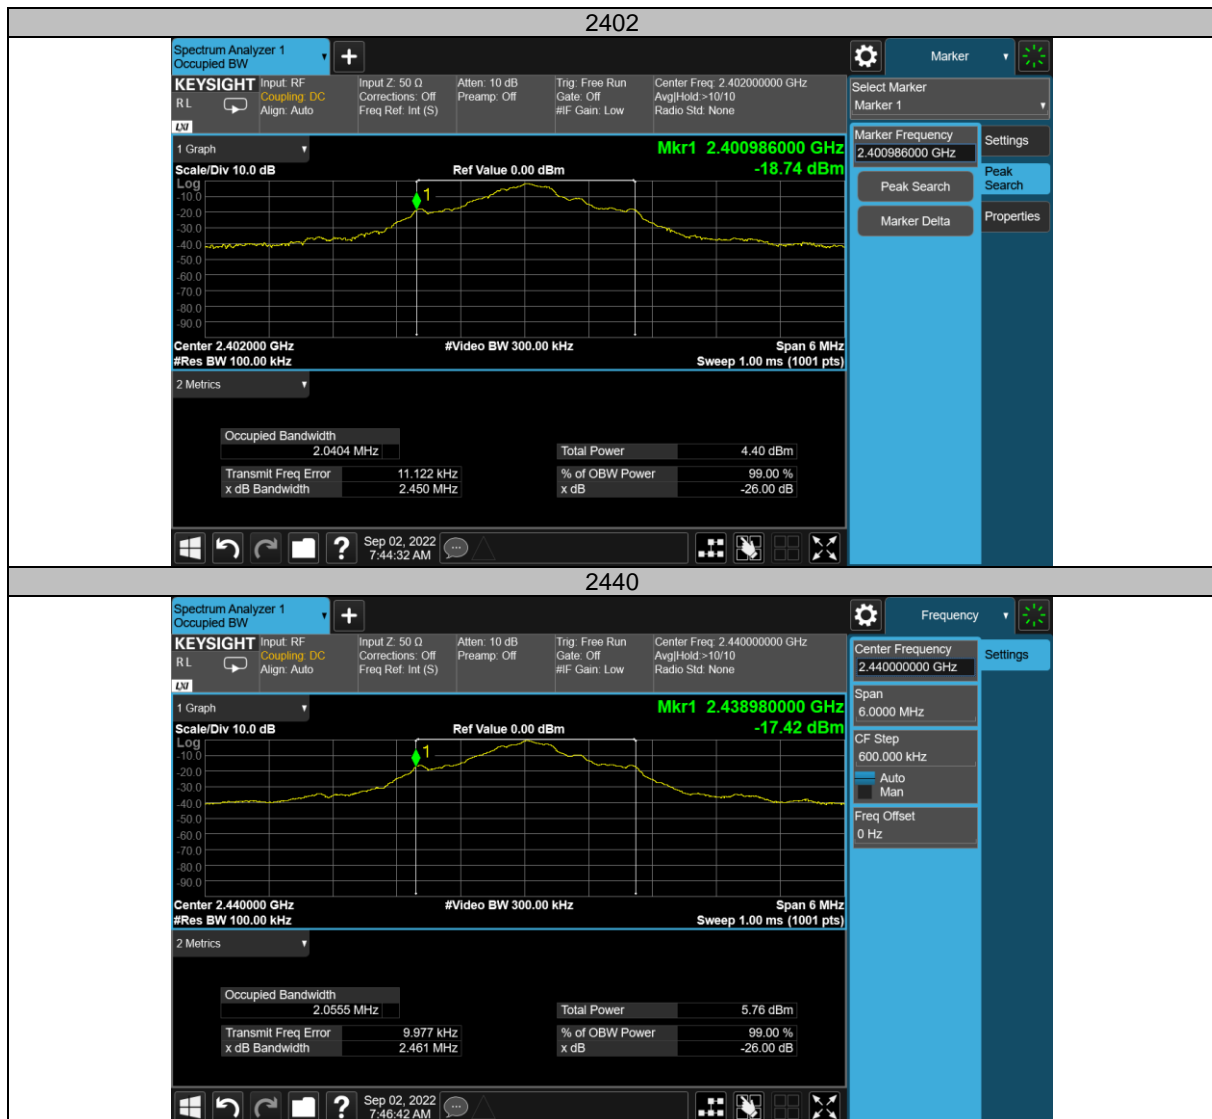 2402
Spectrum Analyzer 1
Occupied BW
Marker
KEYSIGHT Input: RF Input Z: 50 Ω Atten: 10 dB Trig: Free Run Center Freq: 2.402000000 GHz
Coupling: DC Corrections: Off Preamp: Off Gate: Off Avg|Hold:>10/10
RL Align: Auto Freq Ref: Int (S) #IF Gain: Low Radio Std: None
LXI
Select Marker
Marker 1
Marker Frequency
2.400986000 GHz
Settings
Peak Search
Peak Search
Marker Delta
Properties
1 Graph
Mkr1 2.400986000 GHz
Scale/Div 10.0 dB Ref Value 0.00 dBm -18.74 dBm
Log
1
-10.0
-20.0
-30.0
-40.0
-50.0
-60.0
-70.0
-80.0
-90.0
Center 2.402000 GHz #Video BW 300.00 kHz Span 6 MHz
#Res BW 100.00 kHz Sweep 1.00 ms (1001 pts)
2 Metrics
Occupied Bandwidth
2.0404 MHz Total Power 4.40 dBm
Transmit Freq Error 11.122 kHz % of OBW Power 99.00 %
x dB Bandwidth 2.450 MHz x dB -26.00 dB
? Sep 02, 2022
7:44:32 AM
2440
Spectrum Analyzer 1
Occupied BW
Frequency
KEYSIGHT Input: RF Input Z: 50 Ω Atten: 10 dB Trig: Free Run Center Freq: 2.440000000 GHz
Coupling: DC Corrections: Off Preamp: Off Gate: Off Avg|Hold:>10/10
RL Align: Auto Freq Ref: Int (S) #IF Gain: Low Radio Std: None
LXI
Center Frequency
2.440000000 GHz
Settings
Span
6.0000 MHz
CF Step
600.000 kHz
Auto
Man
Freq Offset
0 Hz
1 Graph
Mkr1 2.438980000 GHz
Scale/Div 10.0 dB Ref Value 0.00 dBm -17.42 dBm
Log
1
-10.0
-20.0
-30.0
-40.0
-50.0
-60.0
-70.0
-80.0
-90.0
Center 2.440000 GHz #Video BW 300.00 kHz Span 6 MHz
#Res BW 100.00 kHz Sweep 1.00 ms (1001 pts)
2 Metrics
Occupied Bandwidth
2.0555 MHz Total Power 5.76 dBm
Transmit Freq Error 9.977 kHz % of OBW Power 99.00 %
x dB Bandwidth 2.461 MHz x dB -26.00 dB
? Sep 02, 2022
7:46:42 AM